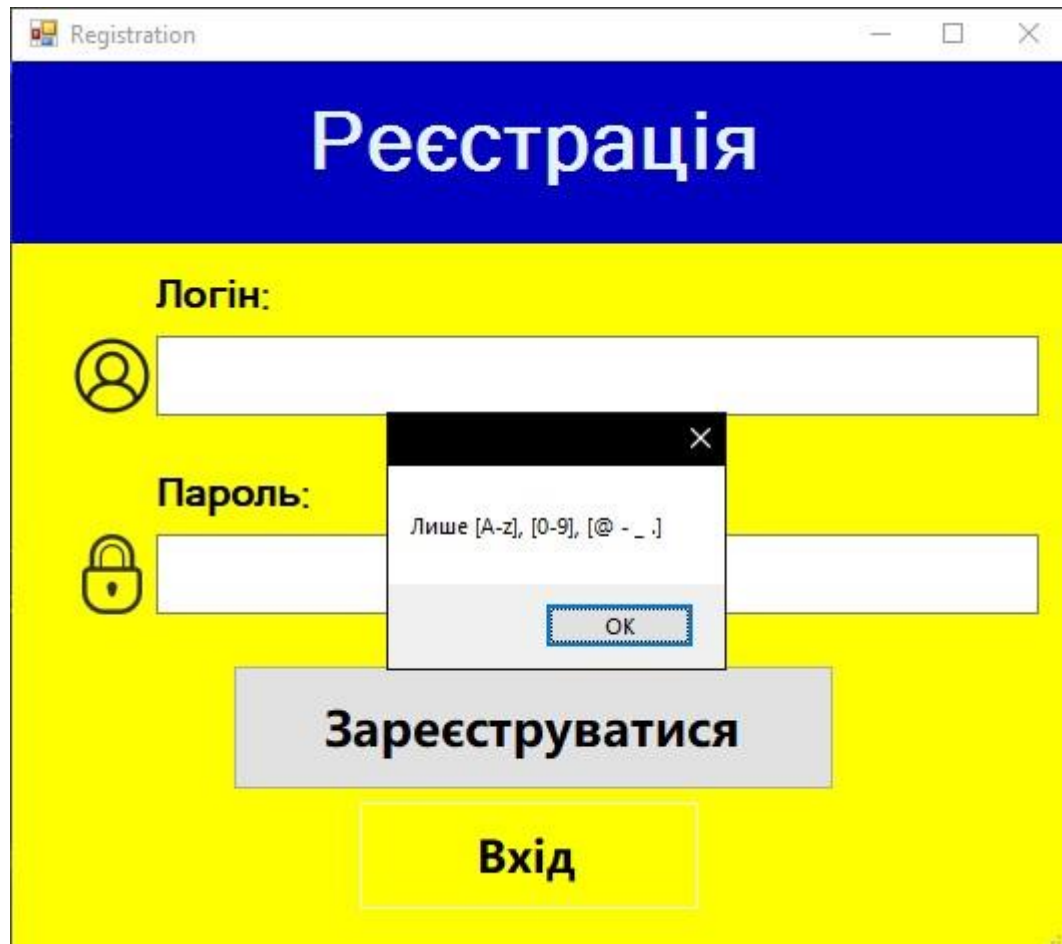 Registration
Реєстрація
Логін:
Пароль:
Лише [A-z], [0-9], [@ - _ .]
OK
Зареєструватися
Вхід